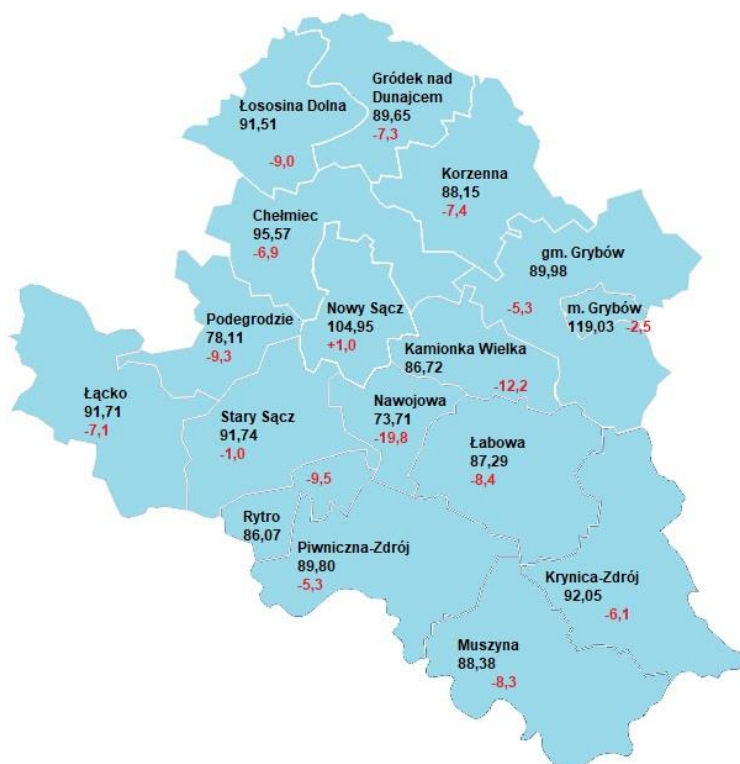 Łososina Dolna
91,51
-9,0
Gródek nad
Dunajcem
89,65
-7,3
Korzenna
88,15
-7,4
Chełmiec
95,57
-6,9
gm. Grybów
89,98
-5,3
m. Grybów
119,03 -2,5
Podegrodzie
78,11
-9,3
Nowy Sącz
104,95
+1,0
Kamionka Wielka
86,72
-12,2
Łącko
91,71
-7,1
Stary Sącz
91,74
-1,0
Nawojowa
73,71
-19,8
Łabowa
87,29
-8,4
-9,5
Rytro
86,07
Piwniczna-Zdrój
89,80
-5,3
Krynica-Zdrój
92,05
-6,1
Muszyna
88,38
-8,3